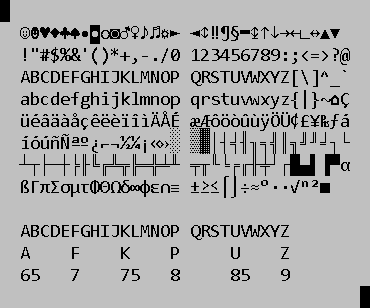 ☺☻♥♦♣♠•◘○◙♂♀♪♫☼► ◄↕‼¶§▬↨↑↓→←∟↔▲▼
!"#$%&'()*+,-./0 123456789:;<=>?@
ABCDEFGHIJKLMNOP QRSTUVWXYZ[\]^_`
abcdefghijklmnop qrstuvwxyz{|}~⌂Ç
üéâäàåçêëèïîìÄÅÉ æÆôöòûùÿÖÜ¢£¥₧ƒá
íóúñѪº¿⌐¬½¼¡«»░ ▒▓│┤╡╢╖╕╣║╗╝╜╛┐└
┴┬├─┼╞╟╚╔╩╦╠═╬╧╨ ╤╥╙╘╒╓╫╪┘┌█▄▌▐▀α
ßΓπΣσµτΦΘΩδ∞φε∩≡ ±≥≤⌠⌡÷≈°∙·√ⁿ²■
ABCDEFGHIJKLMNOP QRSTUVWXYZ
A F K P U Z
65 7 75 8 85 9